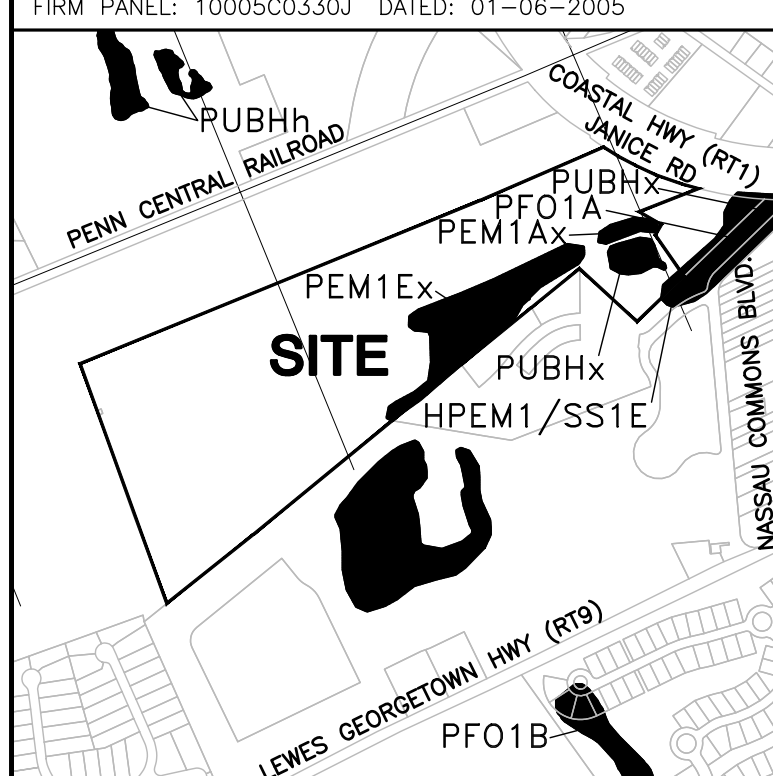 FIRM PANEL: 10005C0330J DATED: 01-06-2005
COASTAL HWY (RT1)
JANICE RD
PUBHh
PENN CENTRAL RAILROAD
PUBHx
PFO1A
PEM1Ax
PEM1Ex
SITE
PUBHx
HPEM1/SS1E
NASSAU COMMONS BLVD.
LEWES GEORGETOWN HWY (RT9)
PFO1B